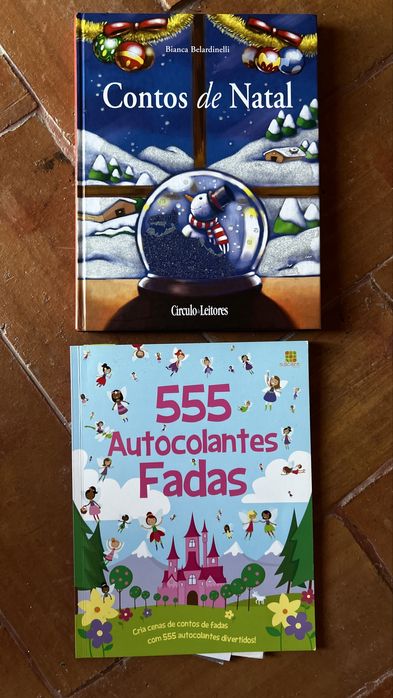 Bianca Belardinelli
Contos de Natal
Círculo de Leitores
555
Autocolantes
Fadas
Cria cenas de contos de fadas
com 555 autocolantes divertidos!